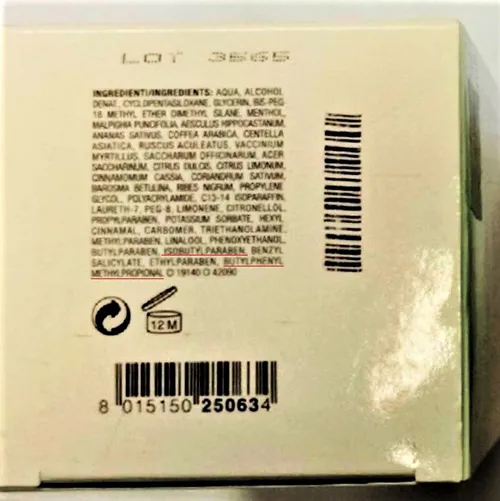 LOT 3565
INGREDIENTI/INGREDIENTS: AQUA, ALCOHOL
DENAT, CYCLOPENTASILOXANE, GLYCERIN, BIS-PEG
18 METHYL ETHER DIMETHYL SILANE, MENTHOL,
MALPIGHIA PUNCIFOLIA, AESCULUS HIPPOCASTANUM,
ANANAS SATIVUS, COFFEA ARABICA, CENTELLA
ASIATICA, RUSCUS ACULEATUS, VACCINIUM
MYRTILLUS, SACCHARUM OFFICINARUM, ACER
SACCHARINUM, CITRUS DULCIS, CITRUS LIMONUM,
CINNAMOMUM CASSIA, CORIANDRUM SATIVUM,
BAROSMA BETULINA, RIBES NIGRUM, PROPYLENE
GLYCOL, POLYACRYLAMIDE, C13-14 ISOPARAFFIN,
LAURETH-7, PEG-8, LIMONENE, CITRONELLOL,
PROPYLPARABEN, POTASSIUM SORBATE, HEXYL
CINNAMAL, CARBOMER, TRIETHANOLAMINE,
METHYLPARABEN, LINALOOL, PHENOXYETHANOL,
BUTYLPARABEN, ISOBUTYLPARABEN, BENZYL
SALICYLATE, ETHYLPARABEN, BUTYLPHENYL
METHYLPROPIONAL CI 19140 CI 42090
12 M
8 015150 250634